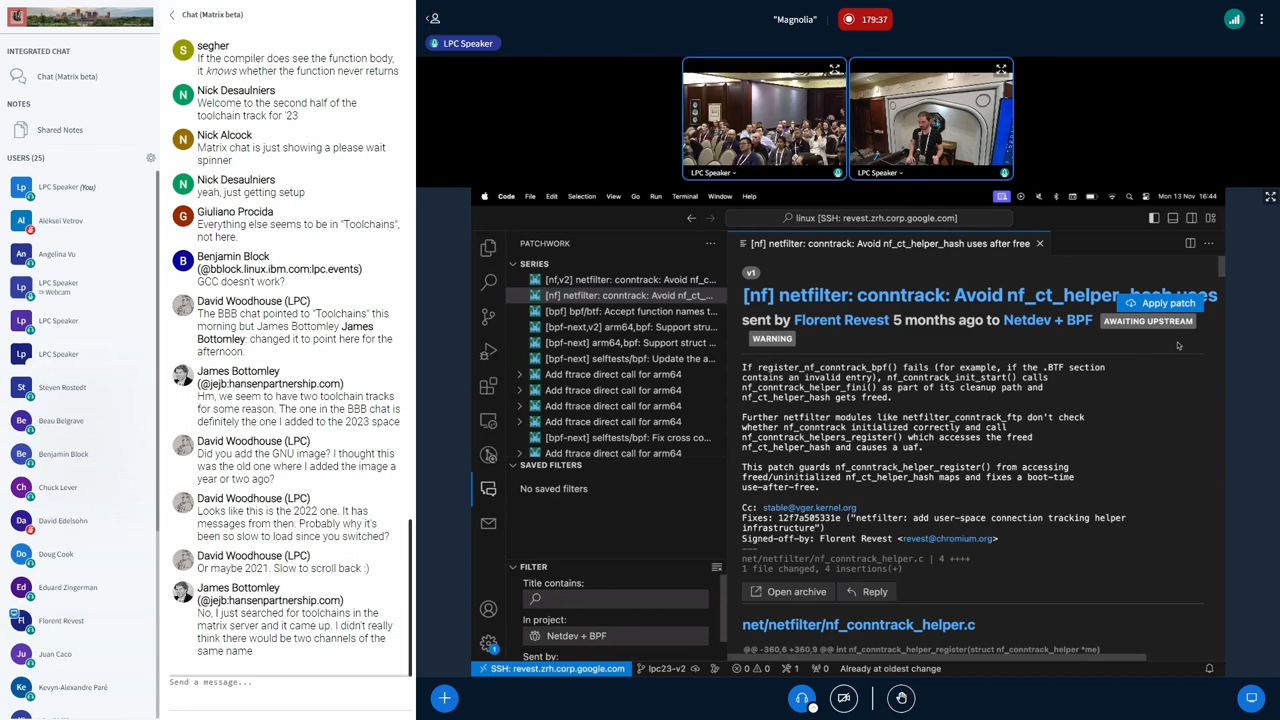 INTEGRATED CHAT
Chat (Matrix beta)
NOTES
Shared Notes
USERS (25)
Lp LPC Speaker (You)
Al Aleksei Vetrov
An Angelina Vu
Lp LPC Speaker
Webcam
Lp LPC Speaker
Lp LPC Speaker
St Steven Rostedt
Be Beau Belgrave
Be Benjamin Block
Ch Chuck Lever
Da David Edelsohn
Do Doug Cook
Ed Eduard Zingerman
Fl Florent Revest
Ju Juan Caco
Ke Kevyn-Alexandre Paré
Chat (Matrix beta)
S segher
If the compiler does see the function body,
it knows whether the function never returns
N Nick Desaulniers
Welcome to the second half of the
toolchain track for '23
N Nick Alcock
Matrix chat is just showing a please wait
spinner
N Nick Desaulniers
yeah, just getting setup
G Giuliano Procida
Everything else seems to be in "Toolchains",
not here.
B Benjamin Block
(@bblock.linux.ibm.com:lpc.events)
GCC doesn't work?
David Woodhouse (LPC)
The BBB chat pointed to "Toolchains" this
morning but James Bottomley James
Bottomley: changed it to point here for the
afternoon.
James Bottomley
(@jejb:hansenpartnership.com)
Hm, we seem to have two toolchain
tracks for some reason. The one in the BBB chat is
definitely the one I added to the 2023 space
David Woodhouse (LPC)
Did you add the GNU image? I thought this
was the old one where I added the image a
year or two ago?
David Woodhouse (LPC)
Looks like this is the 2022 one. It has
messages from then. Probably why it's
been so slow to load since you switched?
David Woodhouse (LPC)
Or maybe 2021. Slow to scroll back :)
James Bottomley
(@jejb:hansenpartnership.com)
No, I just searched for toolchains in the
matrix server and it came up. I didn't really
think there would be two channels of the
same name
Send a message...
"Magnolia" 179:37
LPC Speaker
LPC Speaker
LPC Speaker
Code File Edit Selection View Go Run Terminal Window Help Mon 13 Nov 16:44
linux [SSH: revest.zrh.corp.google.com]
PATCHWORK
SERIES
[nf,v2] netfilter: conntrack: Avoid nf_c...
[nf] netfilter: conntrack: Avoid nf_ct_...
[bpf] bpf/btf: Accept function names t...
[bpf-next,v2] arm64,bpf: Support struc...
[bpf-next] arm64,bpf: Support struct ...
[bpf-next] selftests/bpf: Update the a...
Add ftrace direct call for arm64
Add ftrace direct call for arm64
Add ftrace direct call for arm64
Add ftrace direct call for arm64
[bpf-next] selftests/bpf: Fix cross co...
Add ftrace direct call for arm64
SAVED FILTERS
No saved filters
FILTER
Title contains:
In project:
Netdev + BPF
Sent by:
[nf] netfilter: conntrack: Avoid nf_ct_helper_hash uses after free
v1
[nf] netfilter: conntrack: Avoid nf_ct_helper_hash uses
Apply patch
sent by Florent Revest 5 months ago to Netdev + BPF AWAITING UPSTREAM
WARNING
If register_nf_conntrack_bpf() fails (for example, if the .BTF section
contains an invalid entry), nf_conntrack_init_start() calls
nf_conntrack_helper_fini() as part of its cleanup path and
nf_ct_helper_hash gets freed.
Further netfilter modules like netfilter_conntrack_ftp don't check
whether nf_conntrack initialized correctly and call
nf_conntrack_helpers_register() which accesses the freed
nf_ct_helper_hash and causes a uaf.
This patch guards nf_conntrack_helper_register() from accessing
freed/uninitialized nf_ct_helper_hash maps and fixes a boot-time
use-after-free.
Cc: stable@vger.kernel.org
Fixes: 12f7a505331e ("netfilter: add user-space connection tracking helper
infrastructure")
Signed-off-by: Florent Revest <revest@chromium.org>
---
net/netfilter/nf_conntrack_helper.c | 4 ++++
1 file changed, 4 insertions(+)
Open archive Reply
net/netfilter/nf_conntrack_helper.c
@@ -360,6 +360,9 @@ int nf_conntrack_helper_register(struct nf_conntrack_helper *me)
SSH: revest.zrh.corp.google.com lpc23-v2 0 0 1 0 Already at oldest change